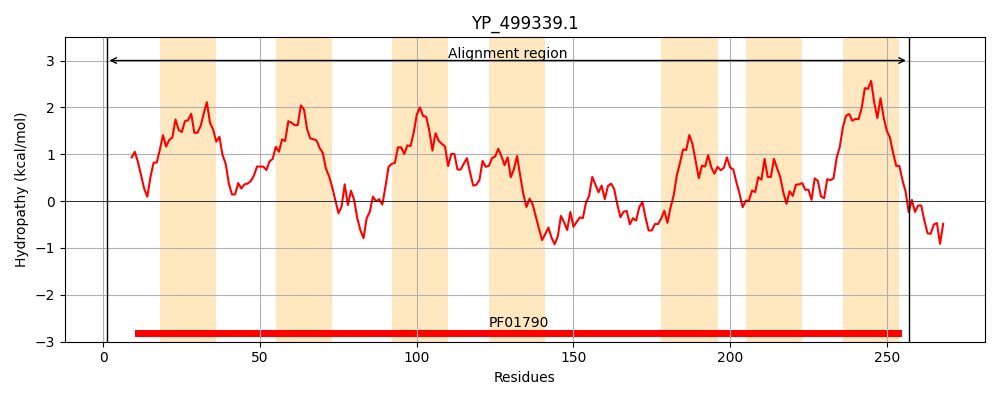 YP_499339.1
Alignment region
Hydropathy (kcal/mol)
3
2
1
0
−1
−2
−3
PF01790
0
50
100
150
200
250
Residues